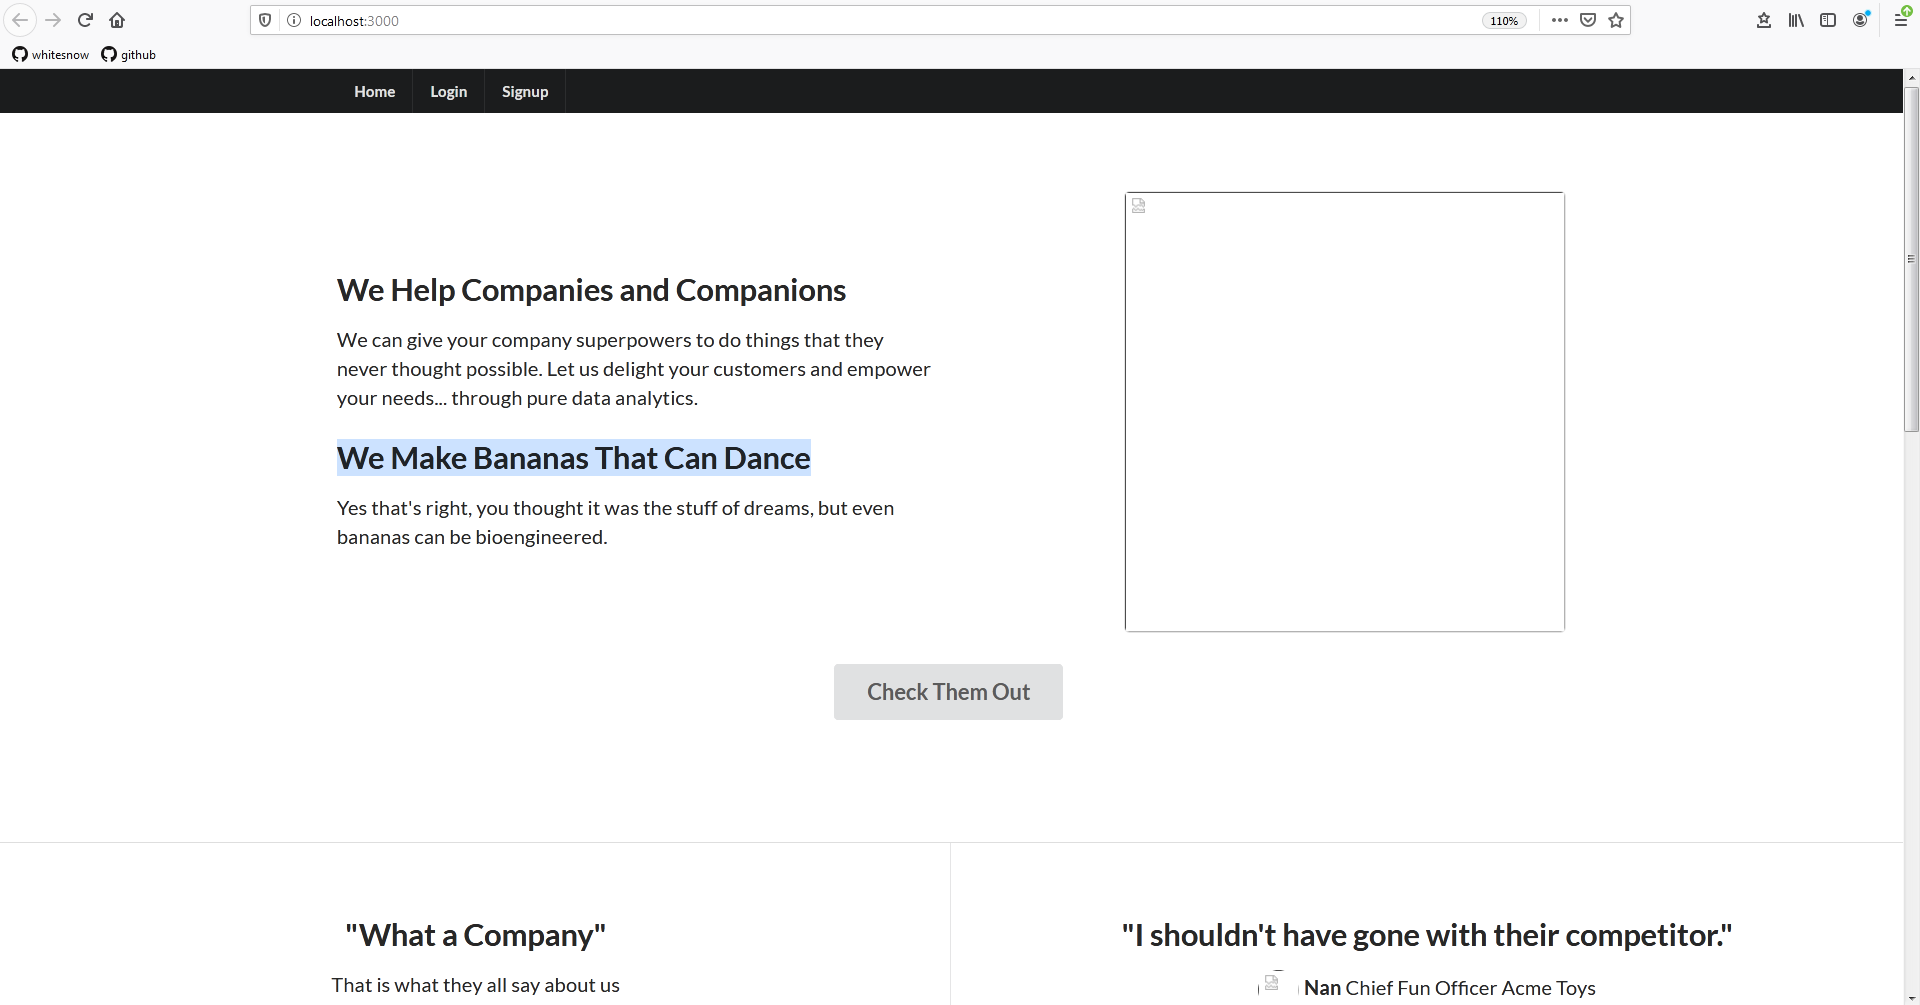 localhost:3000
110%
whitesnow github
Home Login Signup
We Help Companies and Companions
We can give your company superpowers to do things that they
never thought possible. Let us delight your customers and empower
your needs... through pure data analytics.
We Make Bananas That Can Dance
Yes that's right, you thought it was the stuff of dreams, but even
bananas can be bioengineered.
Check Them Out
"What a Company"
That is what they all say about us
"I shouldn't have gone with their competitor."
Nan Chief Fun Officer Acme Toys